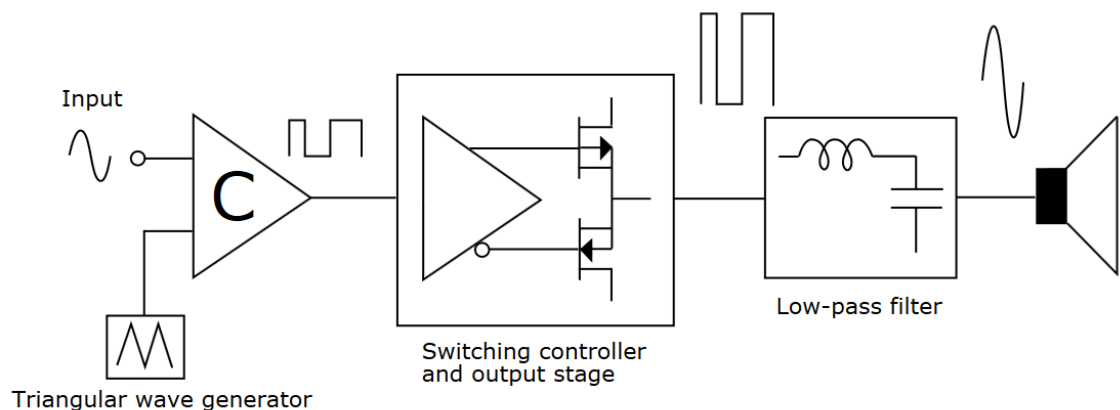 Input
C
Switching controller
and output stage
Low-pass filter
Triangular wave generator